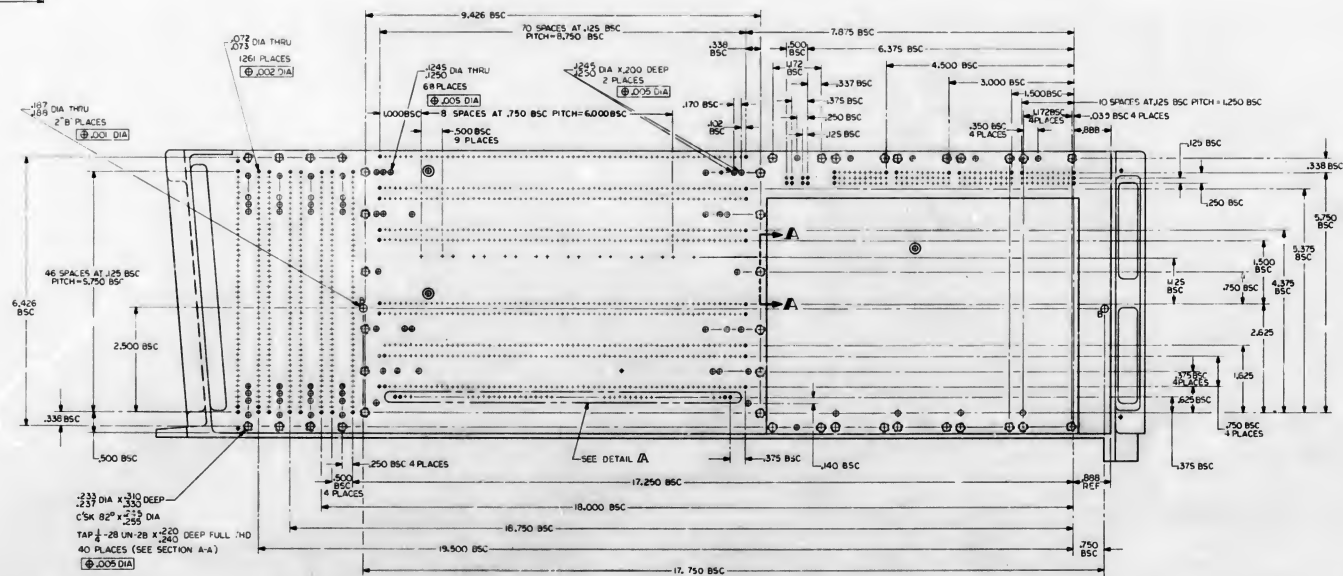 9.426 BSC
70 SPACES AT .125 BSC
PITCH=8.750 BSC
7.875 BSC
.338
BSC
.500
BSC
6.375 BSC
4.500 BSC
3.000 BSC
1.500BSC
10 SPACES AT.125 BSC PITCH=1.250 BSC
.072
.073 DIA THRU
1261 PLACES
⌖ .002 DIA
.1245
.1250 DIA THRU
68 PLACES
⌖ .005 DIA
.1245
.1250 DIA X.200 DEEP
2 PLACES
⌖ .005 DIA
1.172
BSC
.337 BSC
.375 BSC
.250 BSC
.125 BSC
.170 BSC
.102
BSC
1.172BSC
4 PLACES
.039 BSC 4 PLACES
.350 BSC
4 PLACES
.888
.187
.188 DIA THRU
2"B" PLACES
⌖ .001 DIA
1.000BSC
8 SPACES AT .750 BSC PITCH=6.000BSC
.500 BSC
9 PLACES
.125 BSC
.338 BSC
.250 BSC
5.750
BSC
5.375
BSC
46 SPACES AT .125 BSC
PITCH=5.750 BSC
6.426
BSC
2.500 BSC
A
A
B
1.125
BSC
.750 BSC
1.500
BSC
4.375
BSC
2.625
1.625
.375 BSC
4 PLACES
.625 BSC
.750 BSC
4 PLACES
.375 BSC
.338 BSC
.500 BSC
SEE DETAIL A
.375 BSC
.140 BSC
.250 BSC 4 PLACES
.500
BSC
4 PLACES
17.250 BSC
.888
REF
18.000 BSC
18.750 BSC
19.500 BSC
.750
BSC
17.750 BSC
.233 DIA X .310 DEEP
.237 .330
C'SK 82° X
.255 DIA
TAP 1/4 -28 UN-2B X .220 DEEP FULL THD
.240
40 PLACES (SEE SECTION A-A)
⌖ .005 DIA